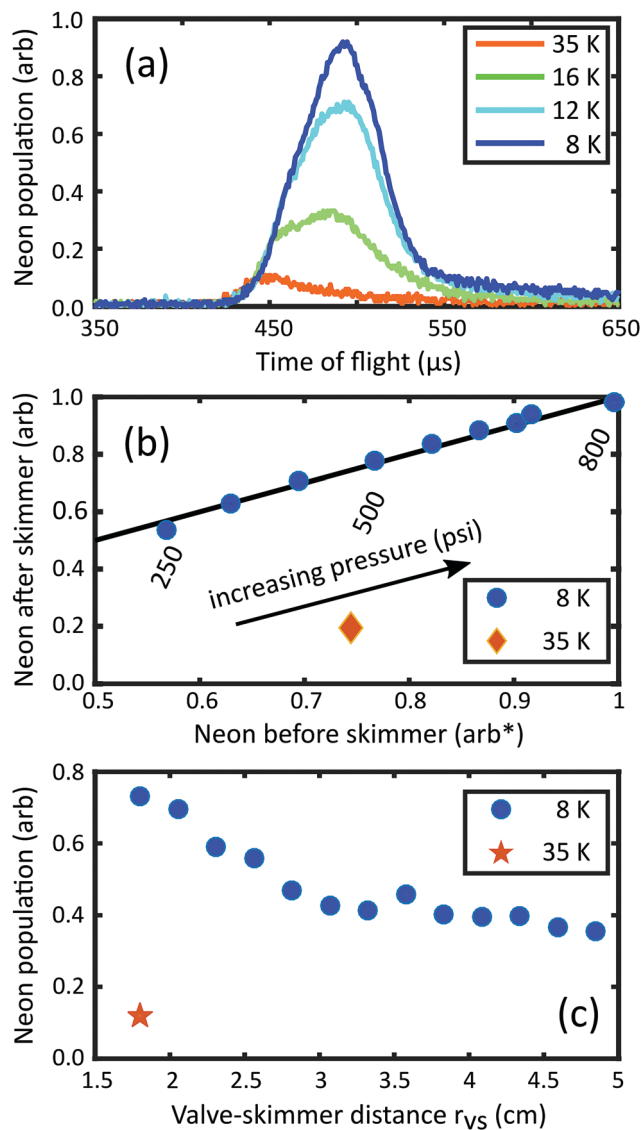 (a)
35 K
16 K
12 K
8 K
Neon population (arb)
1.0
0.8
0.6
0.4
0.2
0.0
350
450
550
650
Time of flight (µs)
(b)
Neon after skimmer (arb)
1.0
0.8
0.6
0.4
0.2
0.0
250
500
800
increasing pressure (psi)
8 K
35 K
0.5
0.6
0.7
0.8
0.9
1
Neon before skimmer (arb*)
Neon population (arb)
0.8
0.6
0.4
0.2
0.0
8 K
35 K
(c)
1.5
2
2.5
3
3.5
4
4.5
5
Valve-skimmer distance rvs (cm)